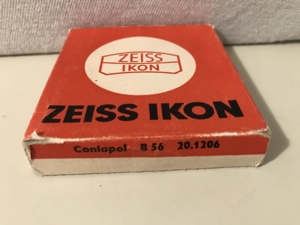 ZEISS
IKON
ZEISS IKON
Contapol B 56 20.1206